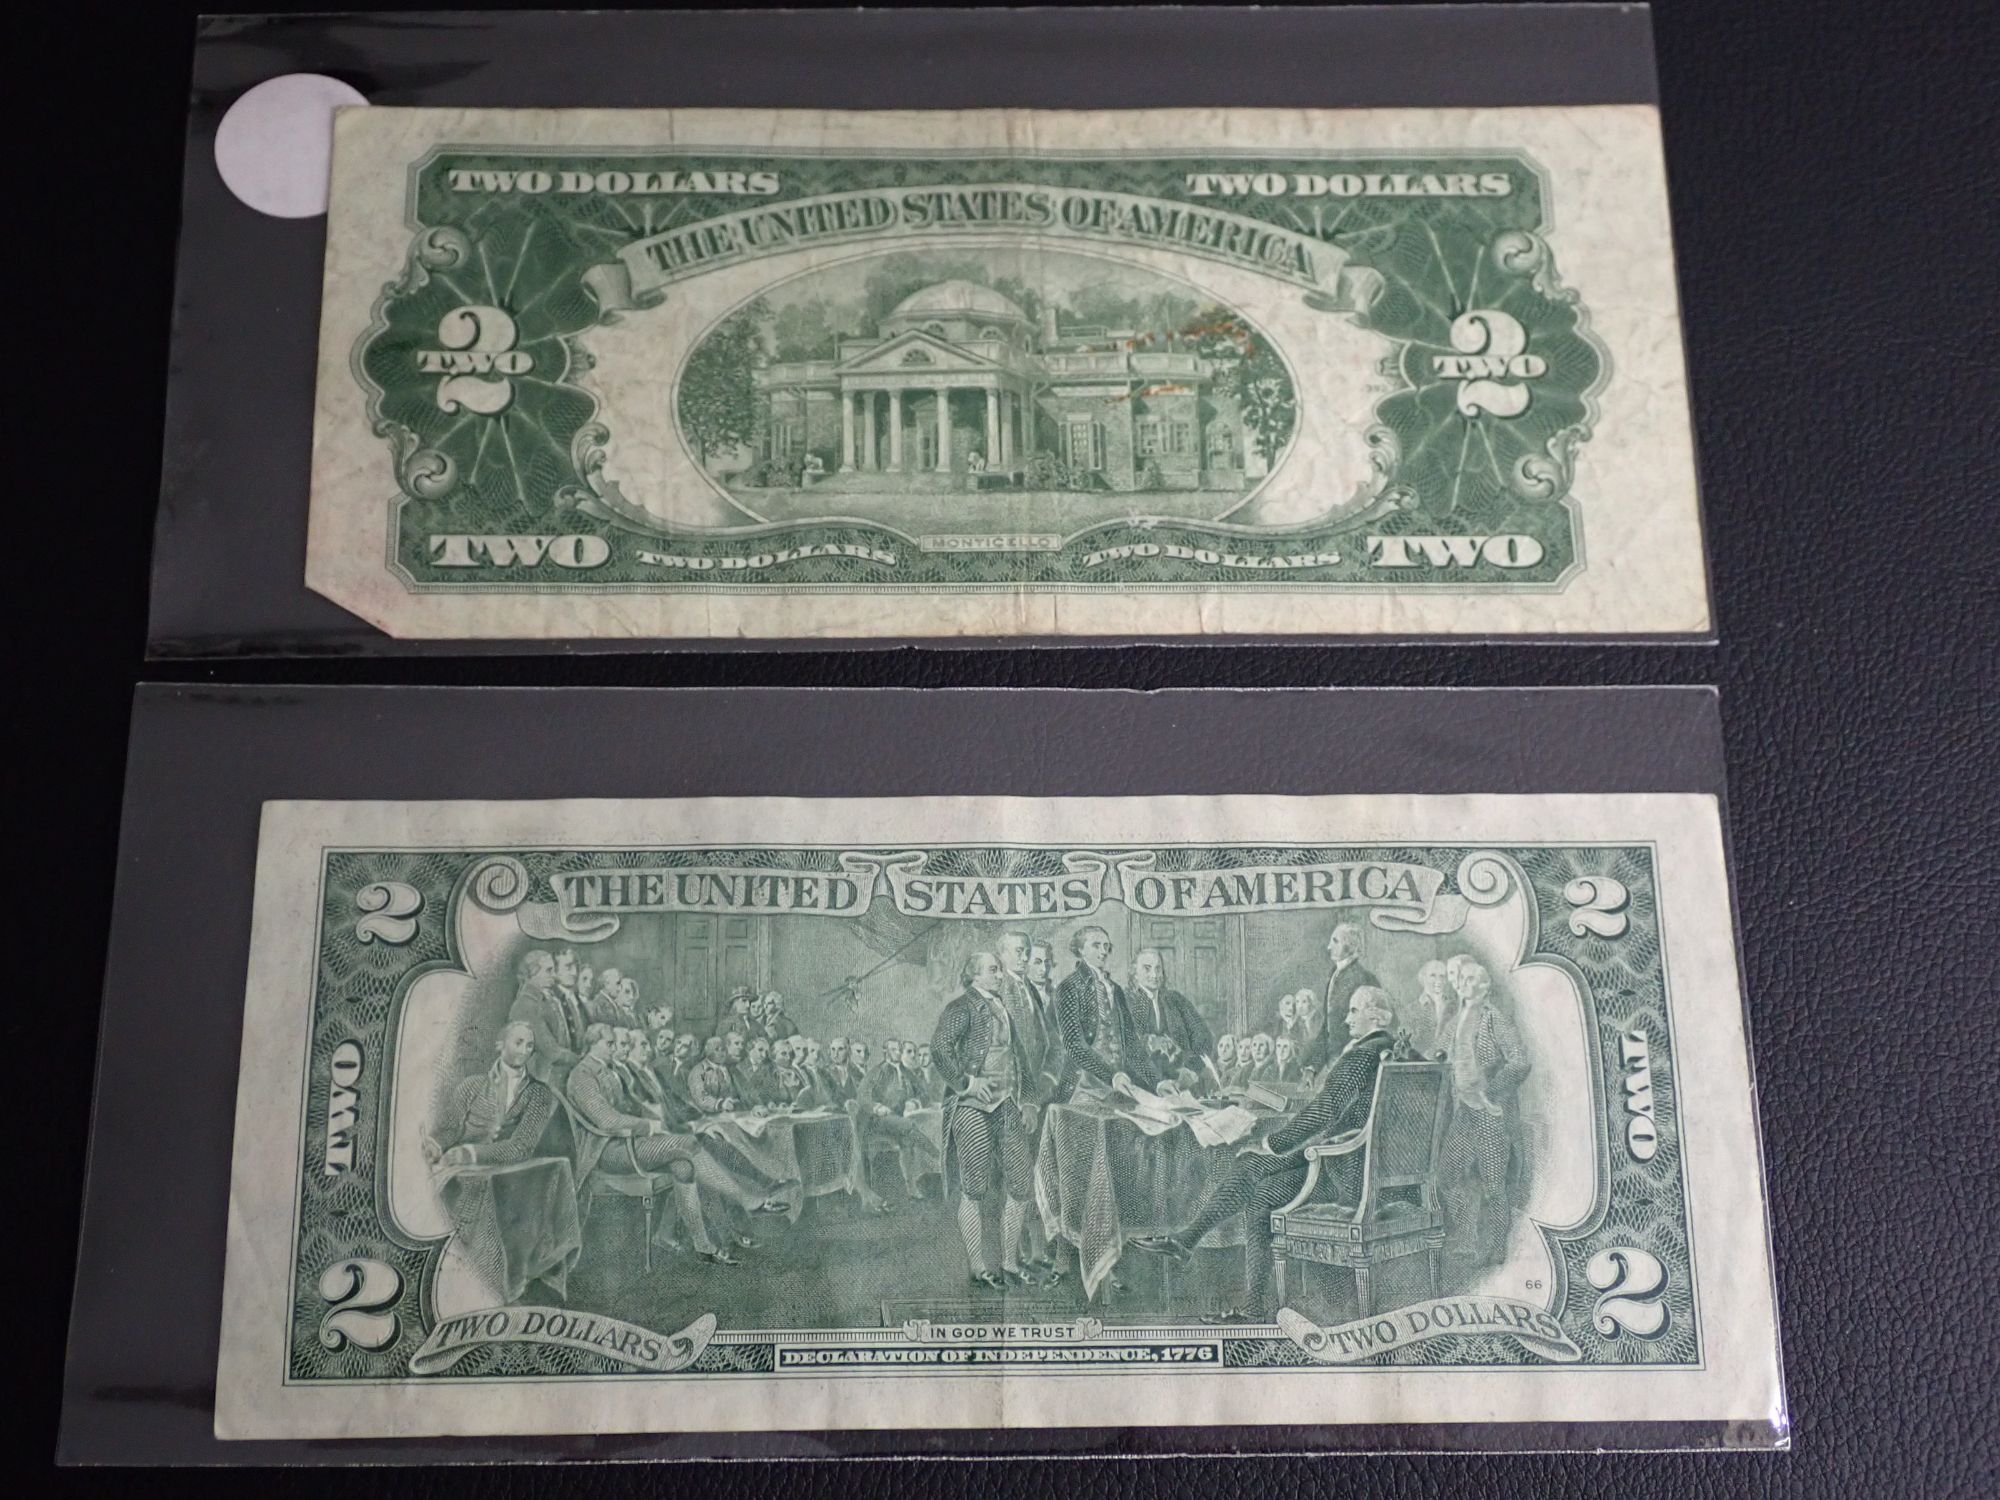 TWO DOLLARS TWO DOLLARS
THE UNITED STATES OF AMERICA
2 2
TWO TWO
MONTICELLO
TWO TWO DOLLARS TWO DOLLARS TWO
THE UNITED STATES OF AMERICA
2 2
TWO TWO
66
2 2
TWO DOLLARS IN GOD WE TRUST TWO DOLLARS
DECLARATION OF INDEPENDENCE, 1776